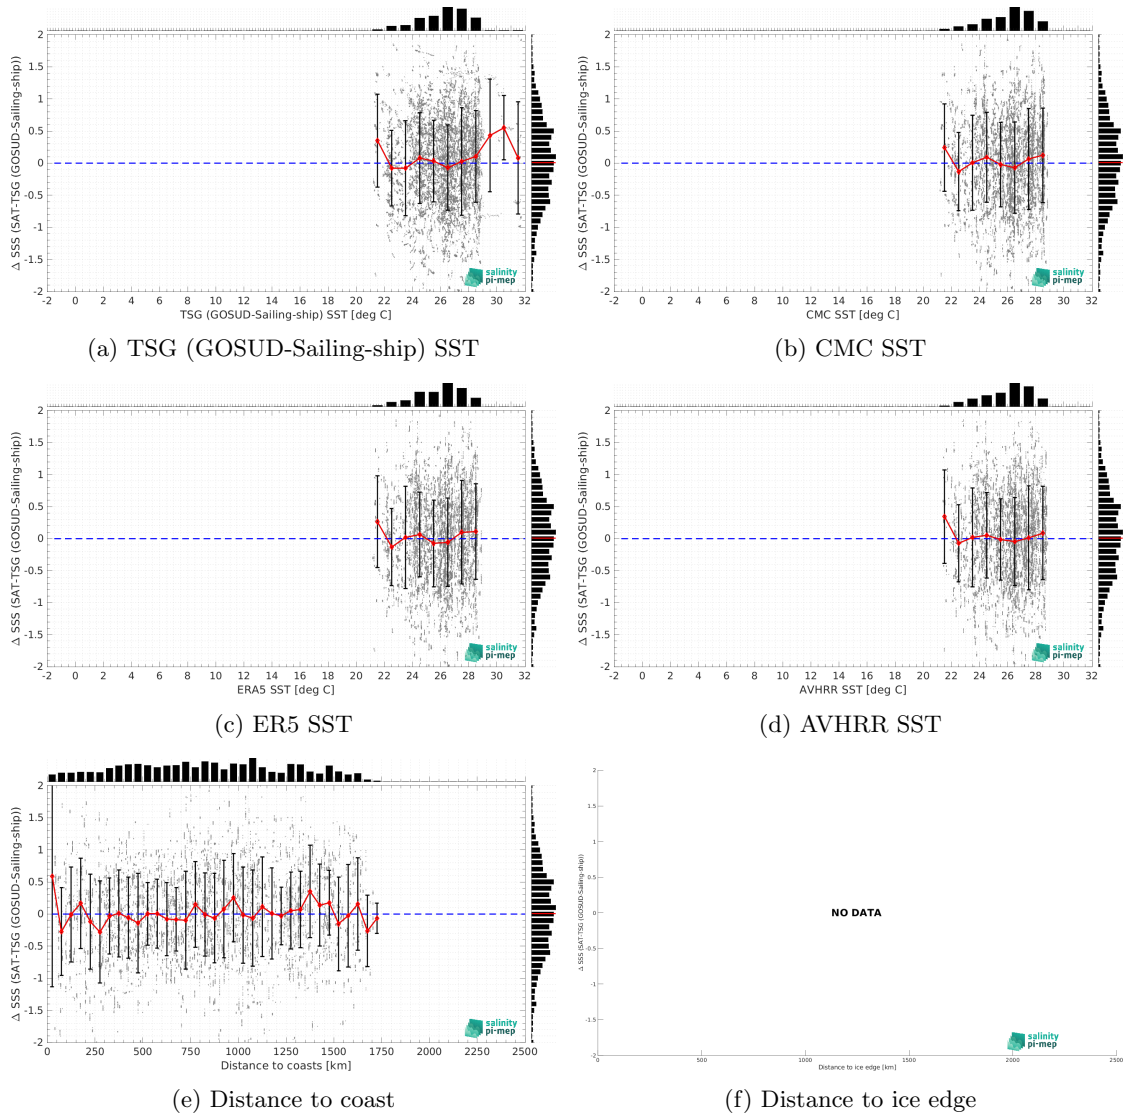 2
1.5
1
0.5
0
-0.5
-1
-1.5
-2
Δ SSS (SAT-TSG (GOSUD-Sailing-ship))
-2 0 2 4 6 8 10 12 14 16 18 20 22 24 26 28 30 32
TSG (GOSUD-Sailing-ship) SST [deg C]
salinity
pi-mep
(a) TSG (GOSUD-Sailing-ship) SST
2
1.5
1
0.5
0
-0.5
-1
-1.5
-2
Δ SSS (SAT-TSG (GOSUD-Sailing-ship))
-2 0 2 4 6 8 10 12 14 16 18 20 22 24 26 28 30 32
CMC SST [deg C]
salinity
pi-mep
(b) CMC SST
2
1.5
1
0.5
0
-0.5
-1
-1.5
-2
Δ SSS (SAT-TSG (GOSUD-Sailing-ship))
-2 0 2 4 6 8 10 12 14 16 18 20 22 24 26 28 30 32
ERA5 SST [deg C]
salinity
pi-mep
(c) ER5 SST
2
1.5
1
0.5
0
-0.5
-1
-1.5
-2
Δ SSS (SAT-TSG (GOSUD-Sailing-ship))
-2 0 2 4 6 8 10 12 14 16 18 20 22 24 26 28 30 32
AVHRR SST [deg C]
salinity
pi-mep
(d) AVHRR SST
2
1.5
1
0.5
0
-0.5
-1
-1.5
-2
Δ SSS (SAT-TSG (GOSUD-Sailing-ship))
0 250 500 750 1000 1250 1500 1750 2000 2250 2500
Distance to coasts [km]
salinity
pi-mep
(e) Distance to coast
2
1.5
1
0.5
0
-0.5
-1
-1.5
-2
Δ SSS (SAT-TSG (GOSUD-Sailing-ship))
NO DATA
0 500 1000 1500 2000 2500
Distance to ice edge [km]
salinity
pi-mep
(f) Distance to ice edge